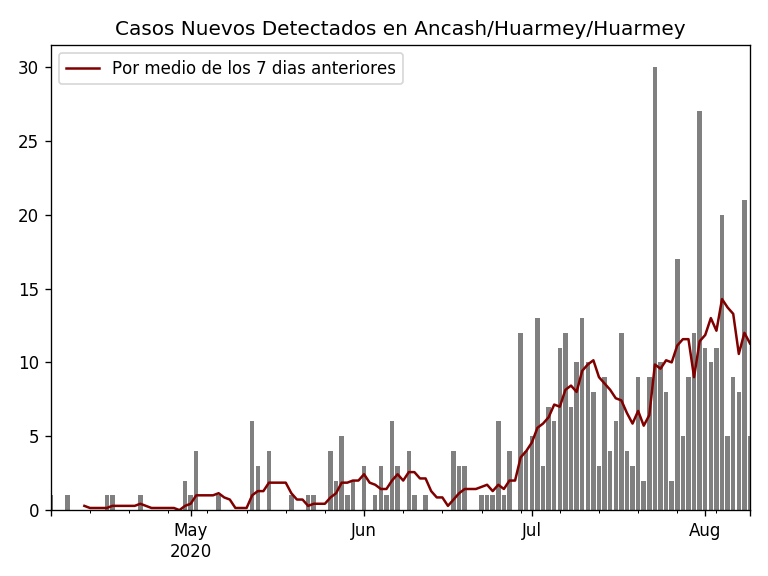 Casos Nuevos Detectados en Ancash/Huarmey/Huarmey
Por medio de los 7 dias anteriores
30
25
20
15
10
5
0
May
2020
Jun
Jul
Aug